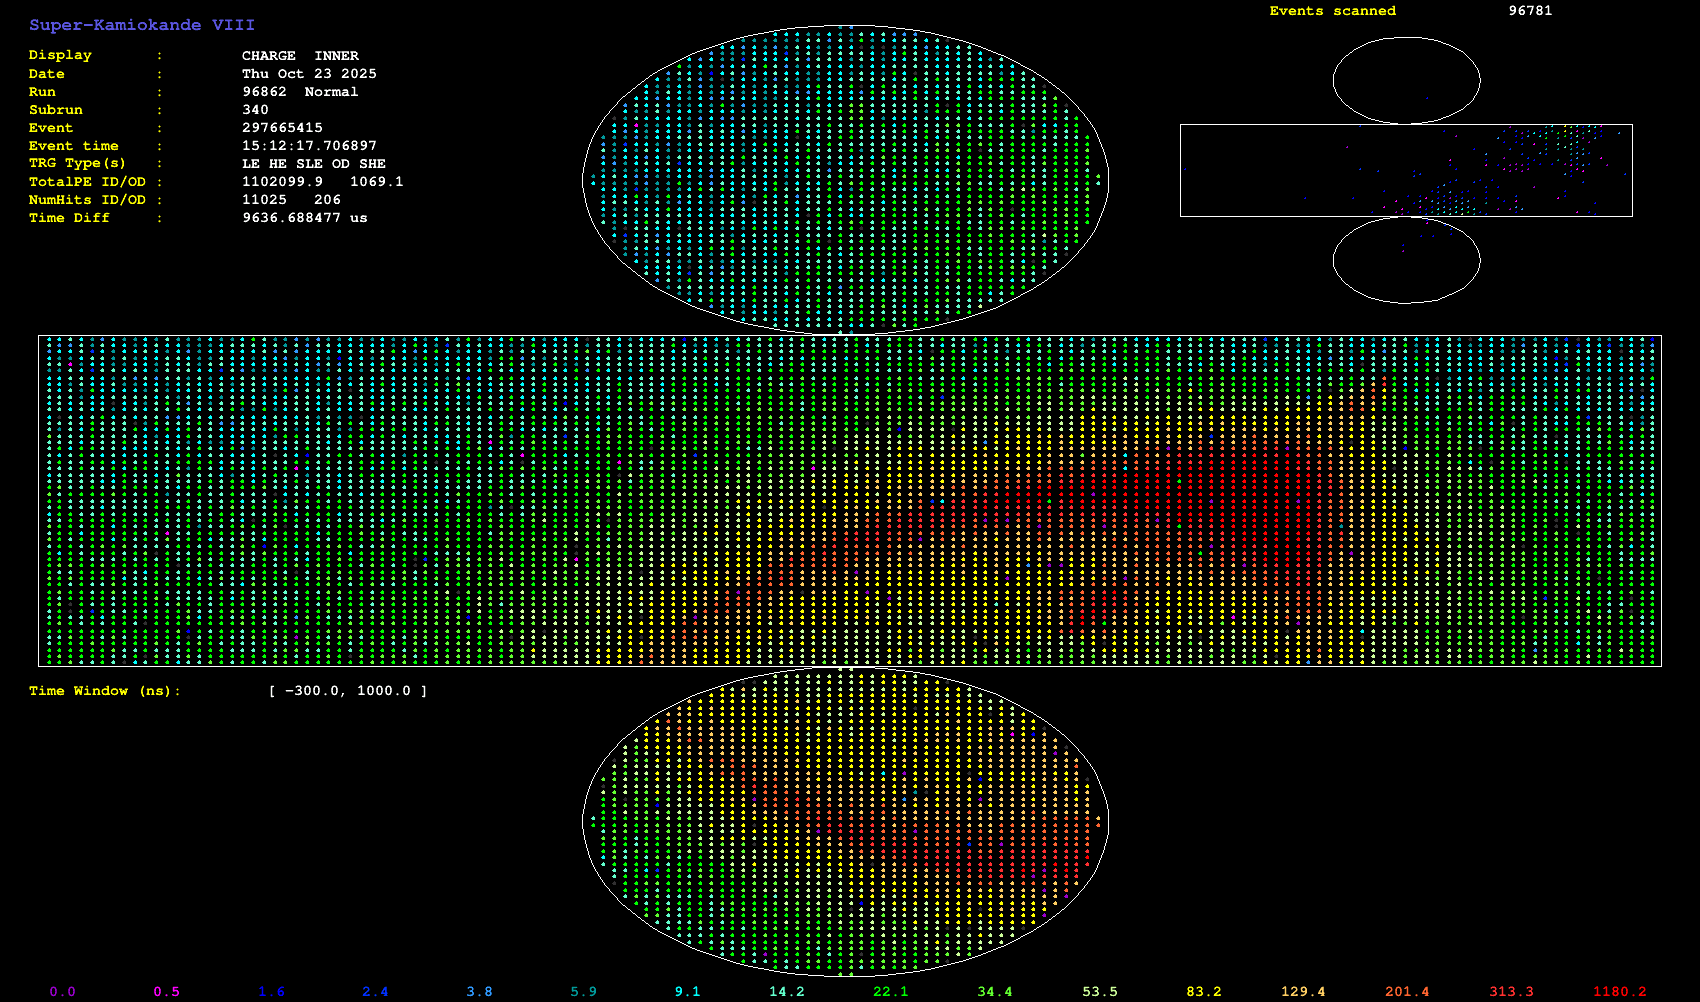 Super-Kamiokande VIII
Events scanned 96781
Display : CHARGE INNER
Date : Thu Oct 23 2025
Run : 96862 Normal
Subrun : 340
Event : 297665415
Event time : 15:12:17.706897
TRG Type(s) : LE HE SLE OD SHE
TotalPE ID/OD : 1102099.9 1069.1
NumHits ID/OD : 11025 206
Time Diff : 9636.688477 us
Time Window (ns): [ -300.0, 1000.0 ]
0.0 0.5 1.6 2.4 3.8 5.9 9.1 14.2 22.1 34.4 53.5 83.2 129.4 201.4 313.3 1180.2